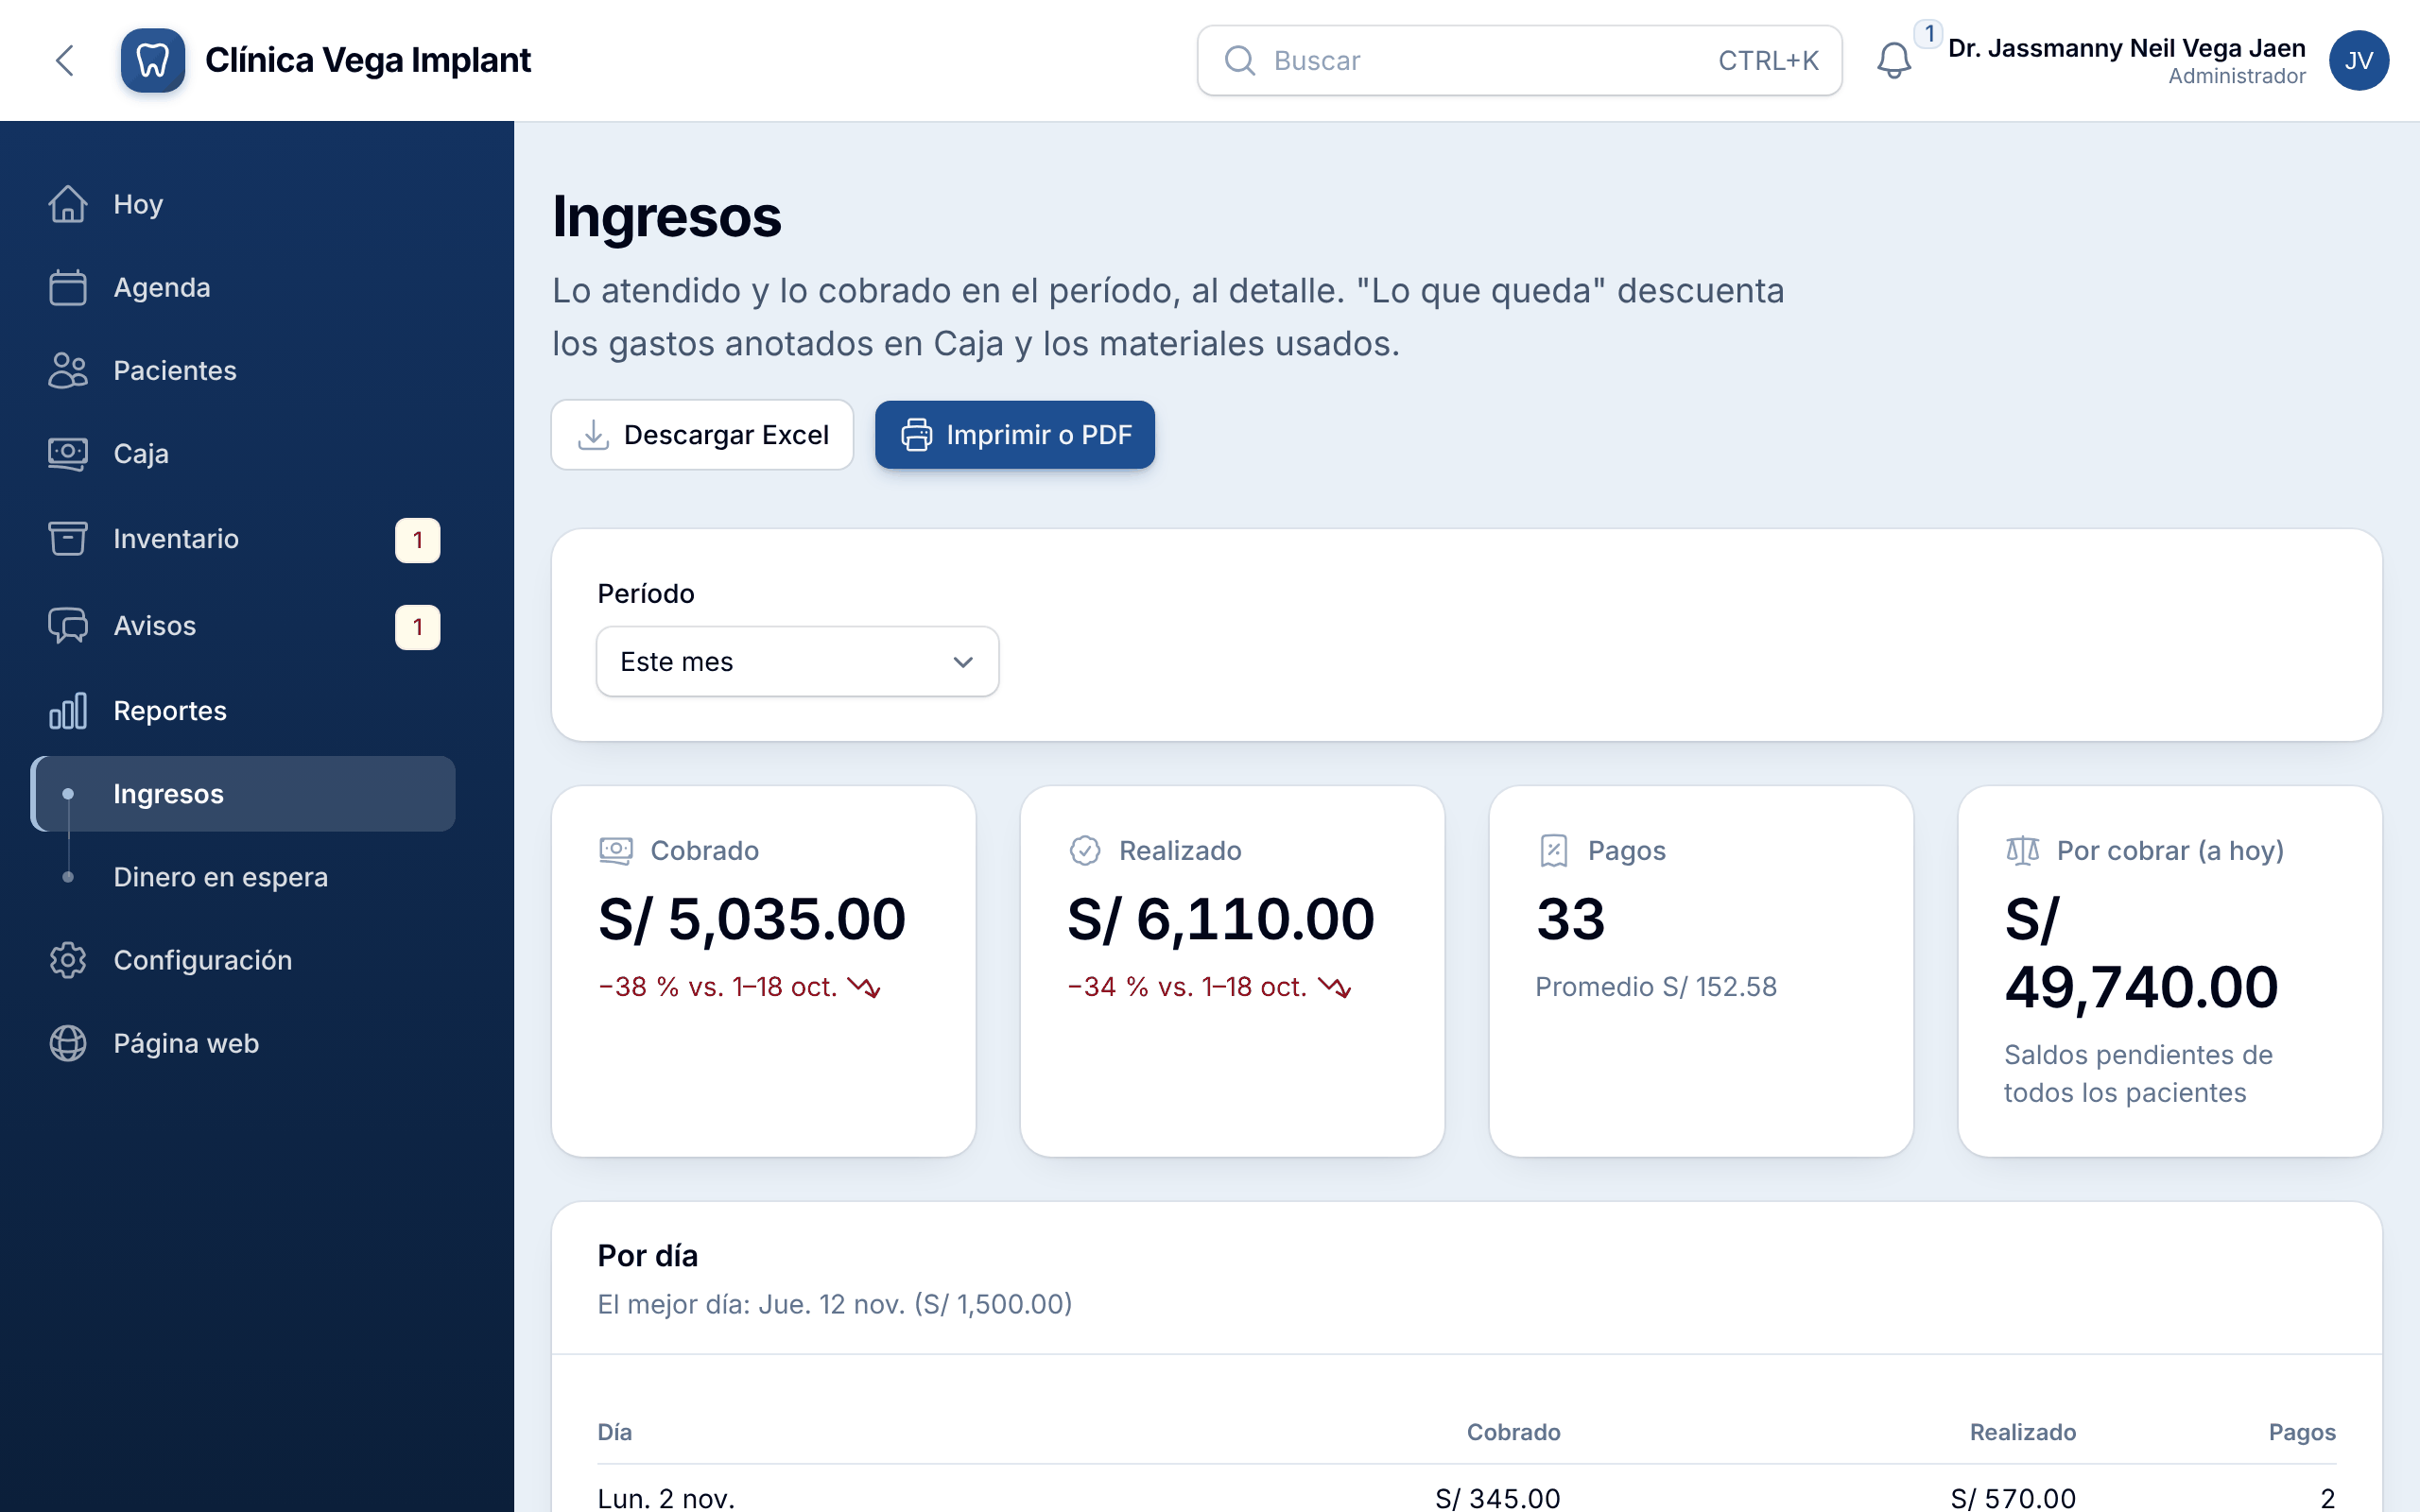 Clínica Vega Implant
Buscar
CTRL+K
1
Dr. Jassmanny Neil Vega Jaen
Administrador
JV
Hoy
Agenda
Pacientes
Caja
Inventario
1
Avisos
1
Reportes
Ingresos
Dinero en espera
Configuración
Página web
Ingresos
Lo atendido y lo cobrado en el período, al detalle. "Lo que queda" descuenta
los gastos anotados en Caja y los materiales usados.
Descargar Excel
Imprimir o PDF
Período
Este mes
Cobrado
S/ 5,035.00
−38 % vs. 1–18 oct.
Realizado
S/ 6,110.00
−34 % vs. 1–18 oct.
Pagos
33
Promedio S/ 152.58
Por cobrar (a hoy)
S/
49,740.00
Saldos pendientes de
todos los pacientes
Por día
El mejor día: Jue. 12 nov. (S/ 1,500.00)
Día Cobrado Realizado Pagos
Lun. 2 nov. S/ 345.00 S/ 570.00 2